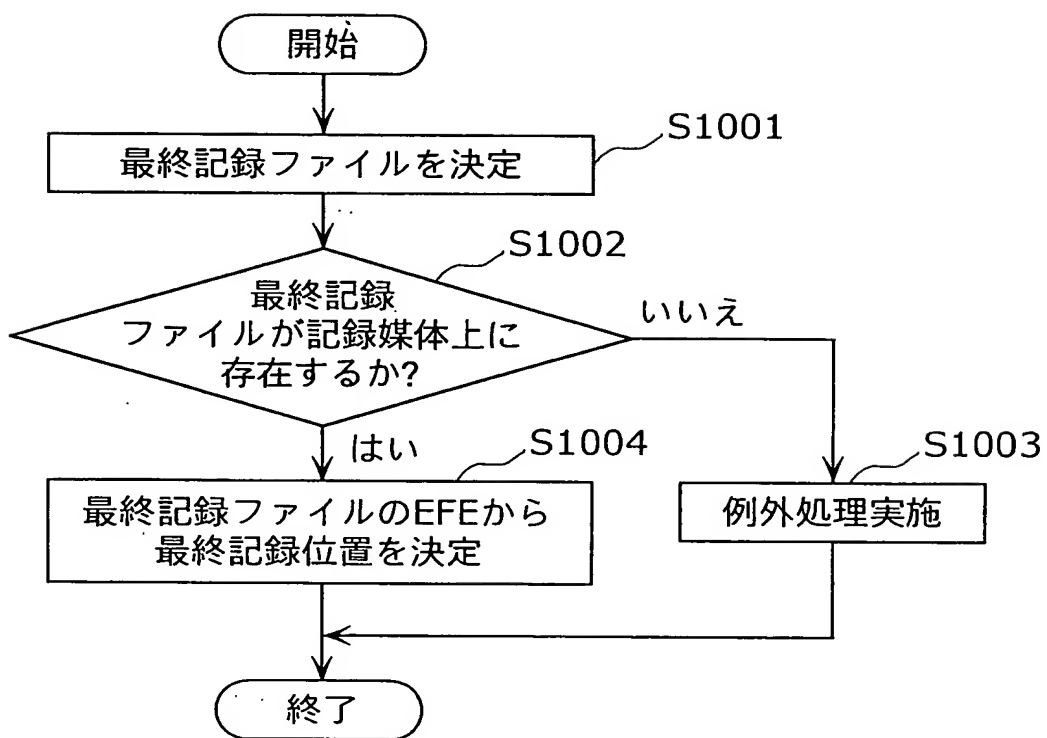 開始
S1001
最終記録ファイルを決定
S1002
最終記録
ファイルが記録媒体上に
存在するか?
いいえ
はい
S1004
最終記録ファイルのEFEから
最終記録位置を決定
S1003
例外処理実施
終了